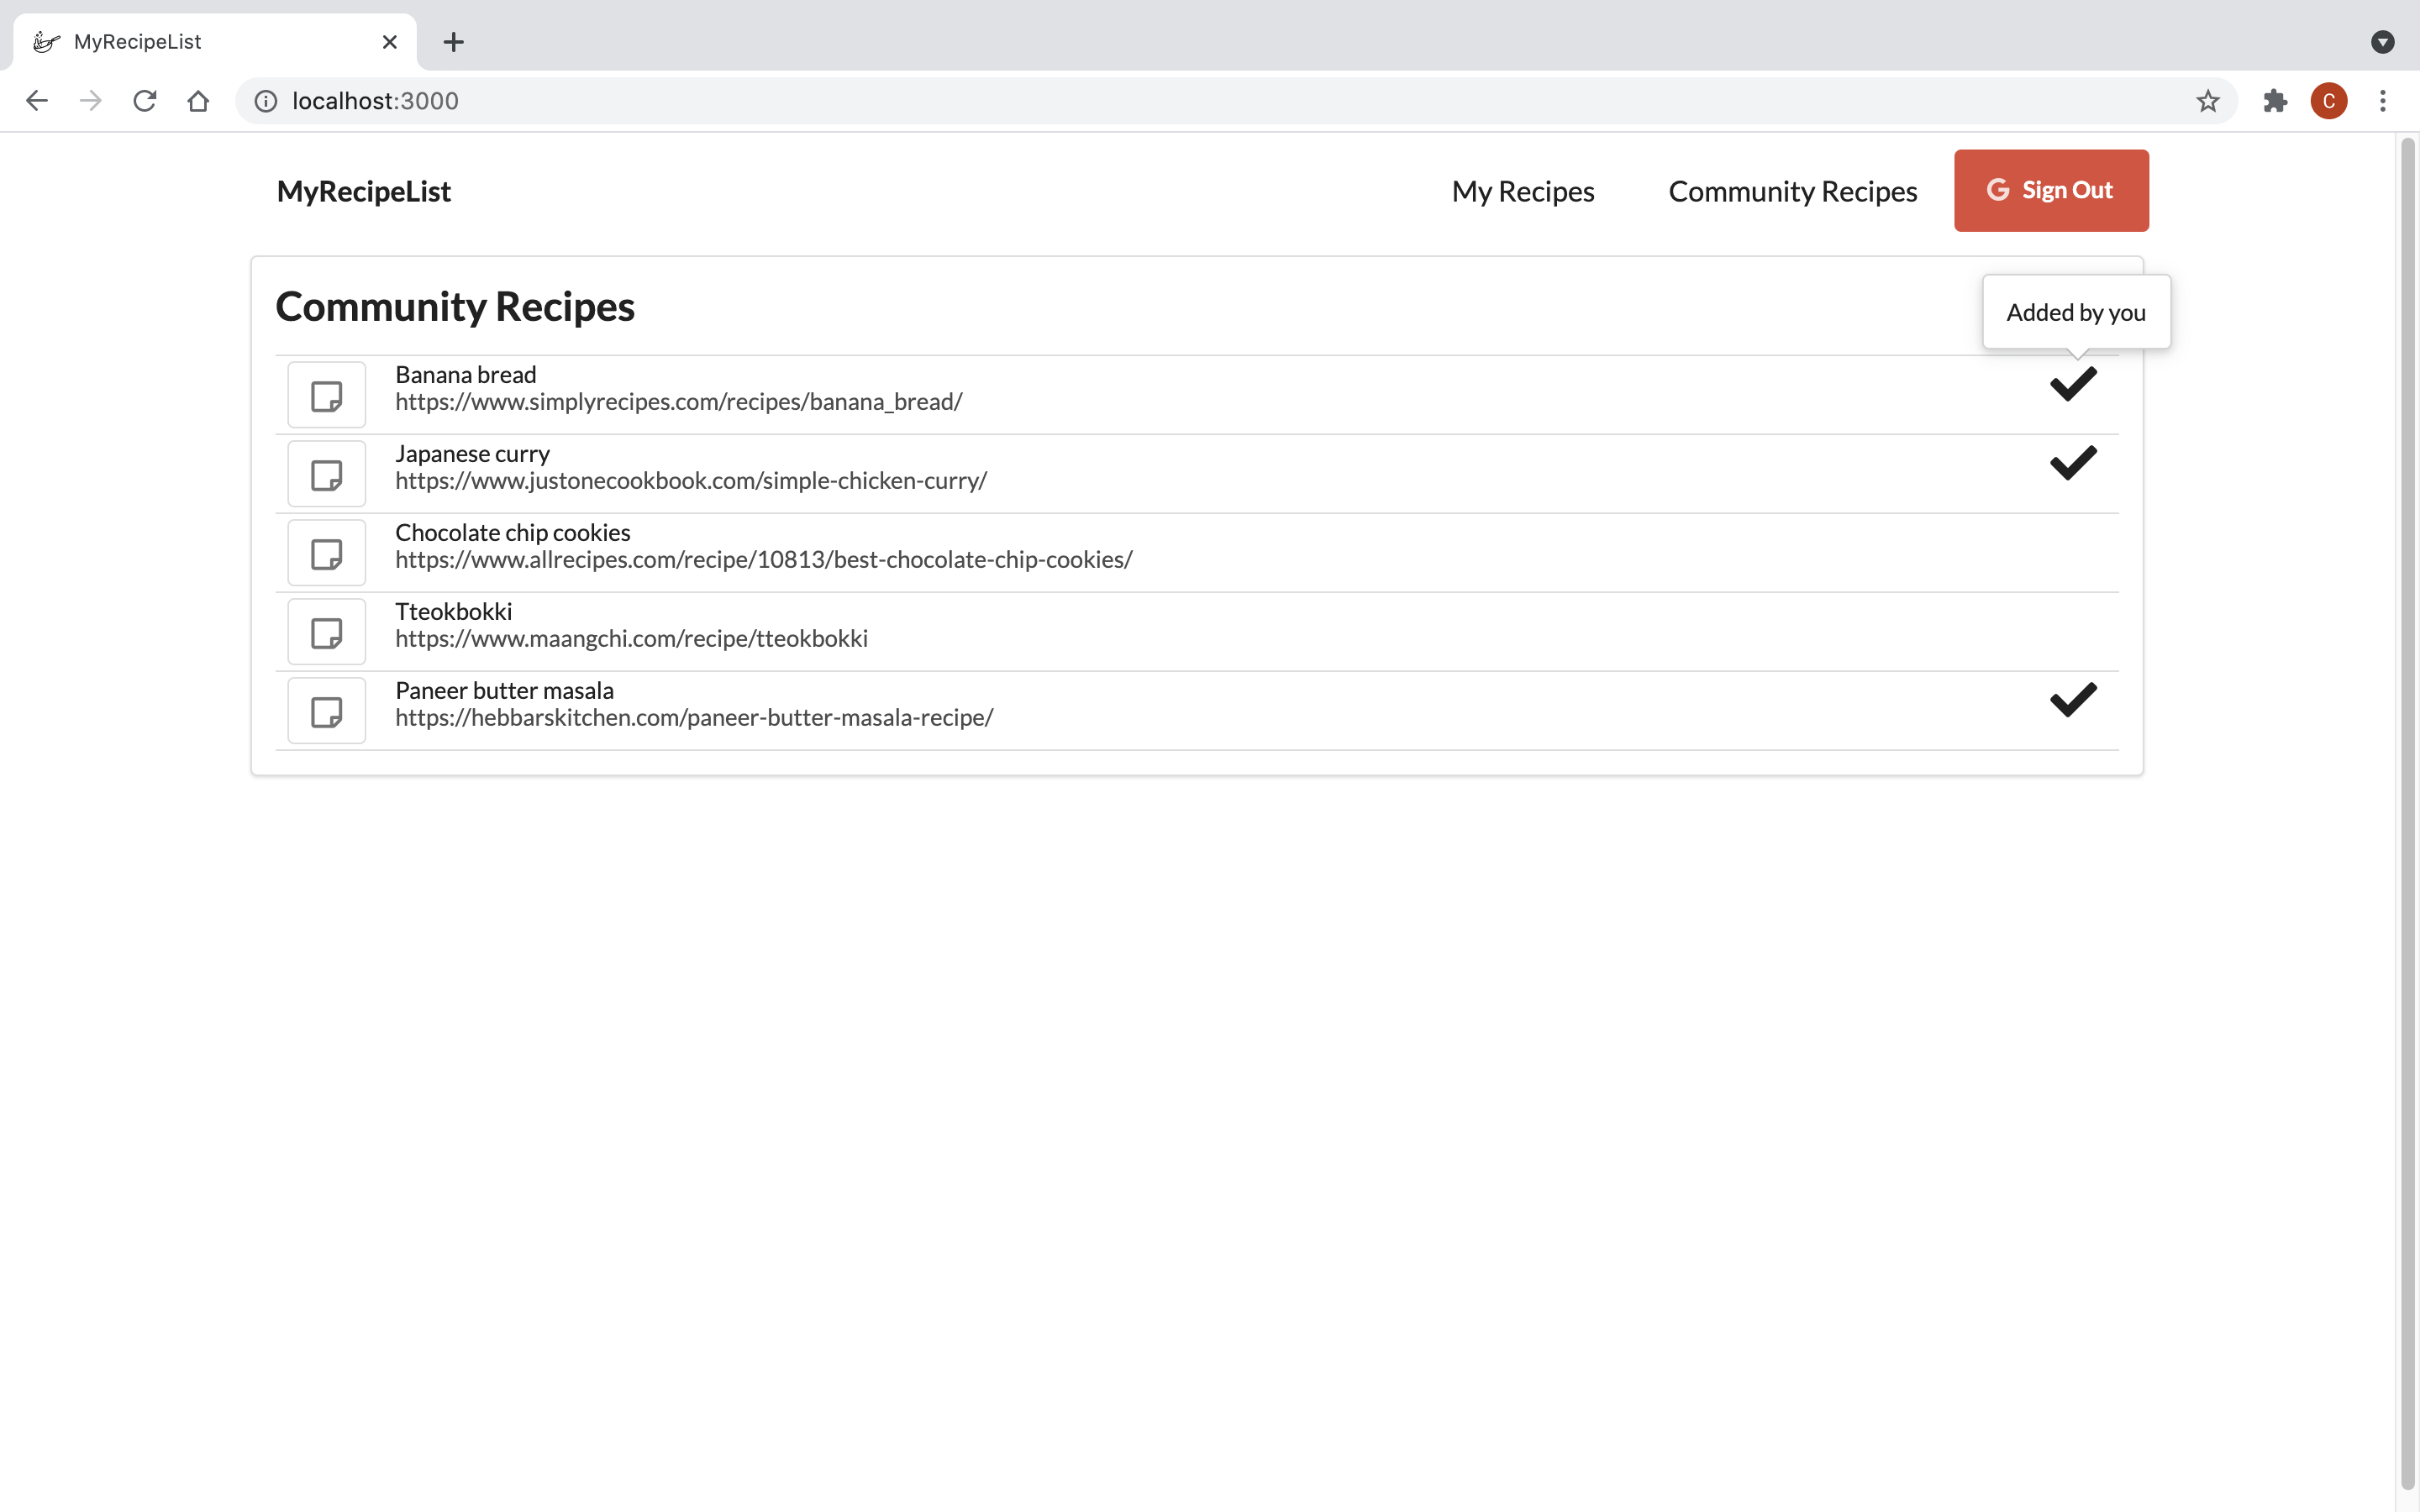 MyRecipeList
localhost:3000
C
MyRecipeList
My Recipes
Community Recipes
Sign Out
Community Recipes
Added by you
Banana bread
https://www.simplyrecipes.com/recipes/banana_bread/
Japanese curry
https://www.justonecookbook.com/simple-chicken-curry/
Chocolate chip cookies
https://www.allrecipes.com/recipe/10813/best-chocolate-chip-cookies/
Tteokbokki
https://www.maangchi.com/recipe/tteokbokki
Paneer butter masala
https://hebbarskitchen.com/paneer-butter-masala-recipe/